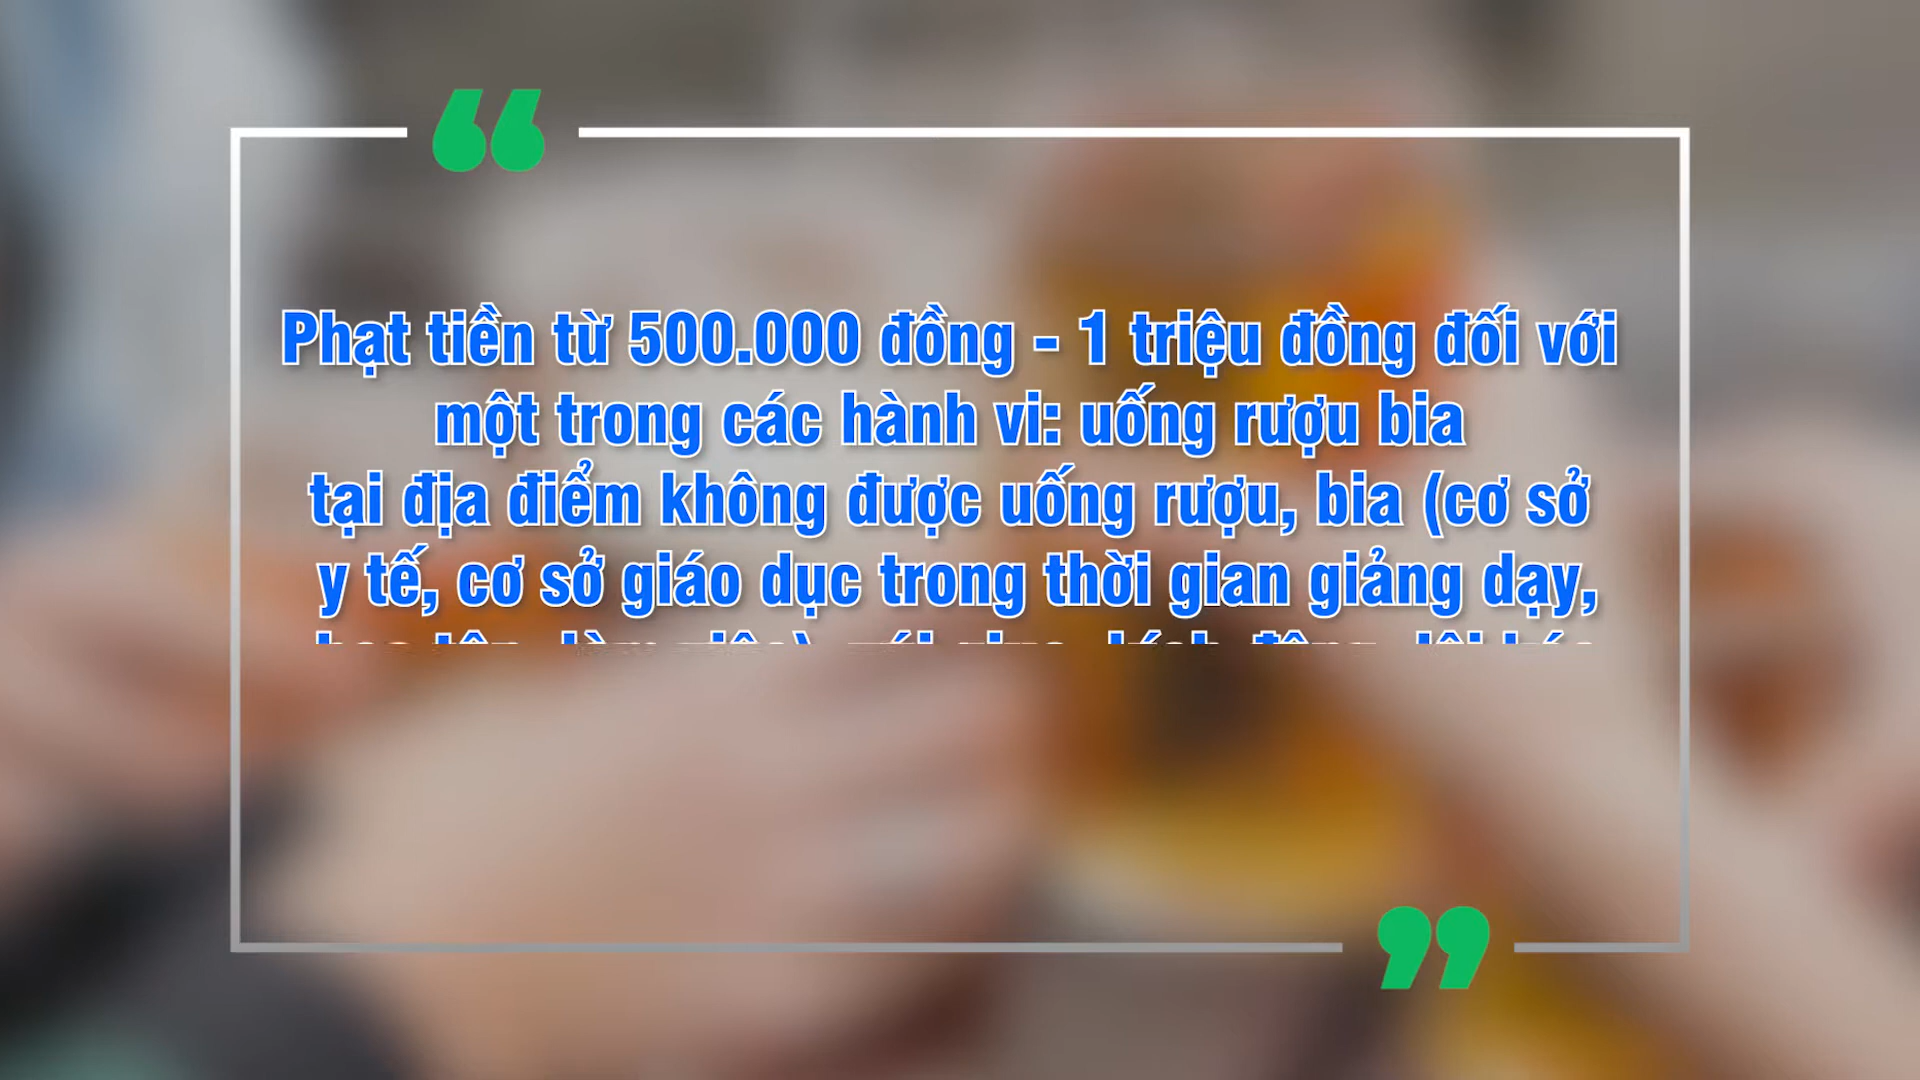 Phạt tiền từ 500.000 đồng - 1 triệu đồng đối với
một trong các hành vi: uống rượu bia
tại địa điểm không được uống rượu, bia (cơ sở
y tế, cơ sở giáo dục trong thời gian giảng dạy,